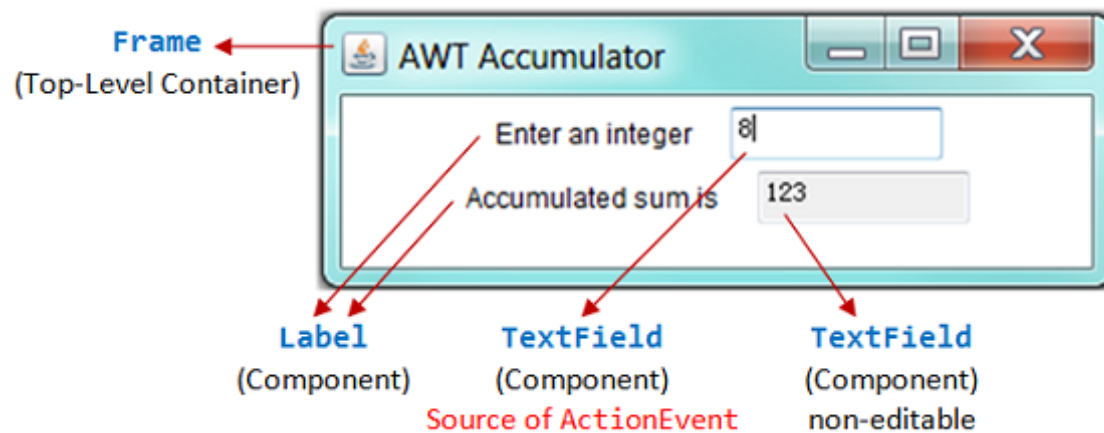 Frame
(Top-Level Container)
AWT Accumulator
Enter an integer 8
Accumulated sum is 123
Label TextField TextField
(Component) (Component) (Component)
Source of ActionEvent non-editable